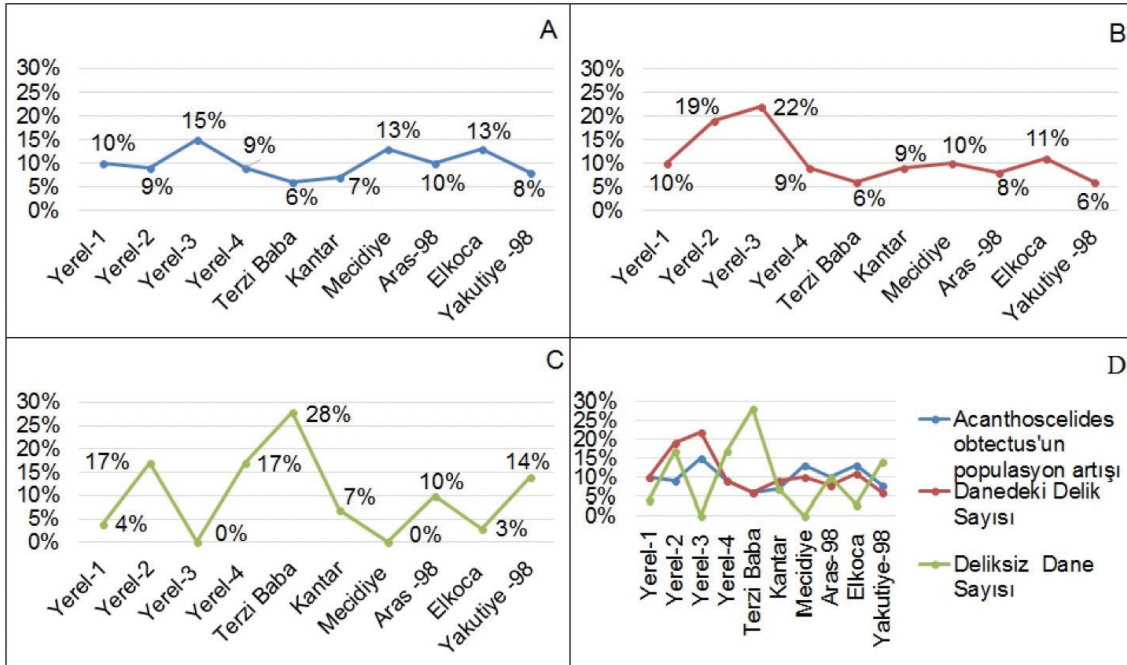 A
30%
25%
20%
15%
10%
5%
0%
10%
9%
15%
9%
6%
7%
13%
10%
13%
8%
Yerel-1
Yerel-2
Yerel-3
Yerel-4
Terzi Baba
Kantar
Mecidiye
Aras-98
Elkoca
Yakutiye -98
B
30%
25%
20%
15%
10%
5%
0%
10%
19%
22%
9%
6%
9%
10%
8%
11%
6%
Yerel-1
Yerel-2
Yerel-3
Yerel-4
Terzi Baba
Kantar
Mecidiye
Aras -98
Elkoca
Yakutiye -98
C
30%
25%
20%
15%
10%
5%
0%
4%
17%
0%
17%
28%
7%
0%
10%
3%
14%
Yerel-1
Yerel-2
Yerel-3
Yerel-4
Terzi Baba
Kantar
Mecidiye
Aras -98
Elkoca
Yakutiye -98
D
30%
25%
20%
15%
10%
5%
0%
Yerel-1
Yerel-2
Yerel-3
Yerel-4
Terzi Baba
Kantar
Mecidiye
Aras-98
Elkoca
Yakutiye-98
Acanthoscelides
obtectus'un
populasyon artışı
Danedeki Delik
Sayısı
Deliksiz Dane
Sayısı